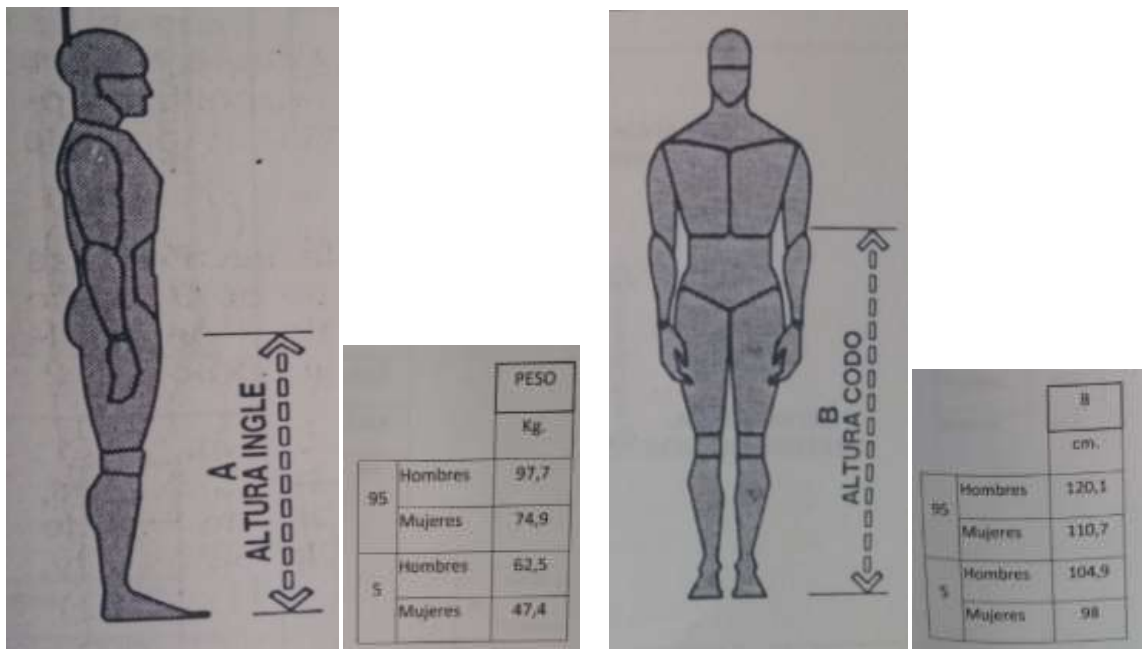 A
ALTURA INGLE
PESO
Kg.
95
Hombres 97,7
Mujeres 74,9
5
Hombres 62,5
Mujeres 47,4
B
ALTURA CODO
B
cm.
95
Hombres 120,1
Mujeres 110,7
5
Hombres 104,9
Mujeres 98